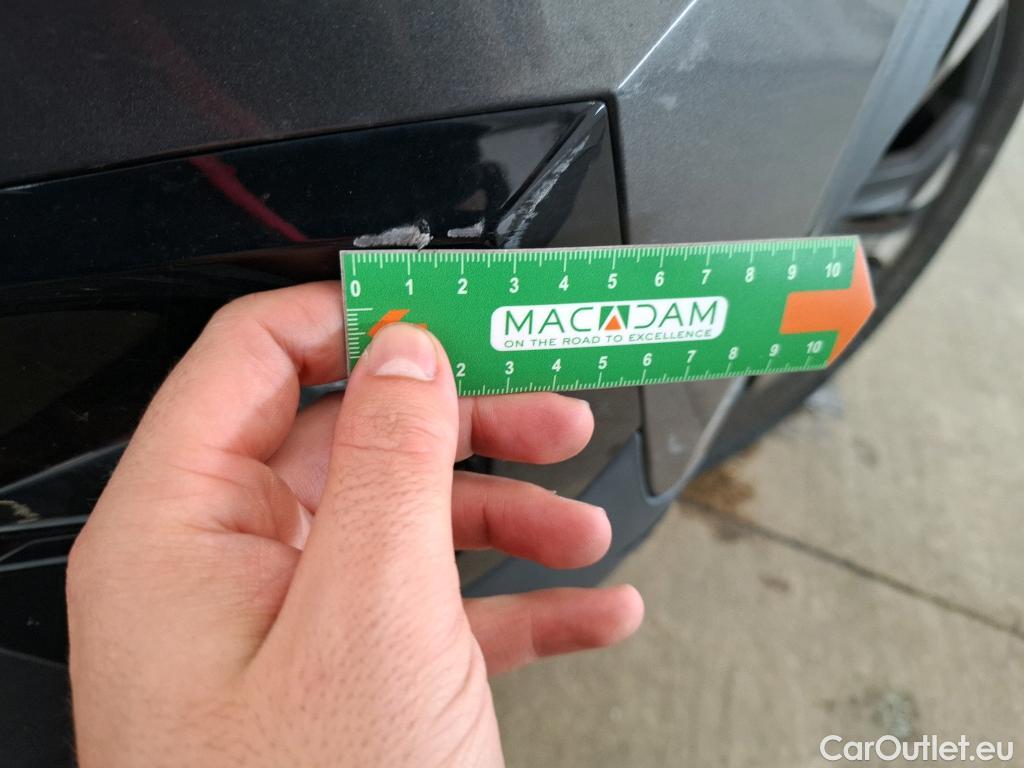 0 1 2 3 4 5 6 7 8 9 10
MACADAM
ON THE ROAD TO EXCELLENCE
2 3 4 5 6 7 8 9 10
CarOutlet.eu